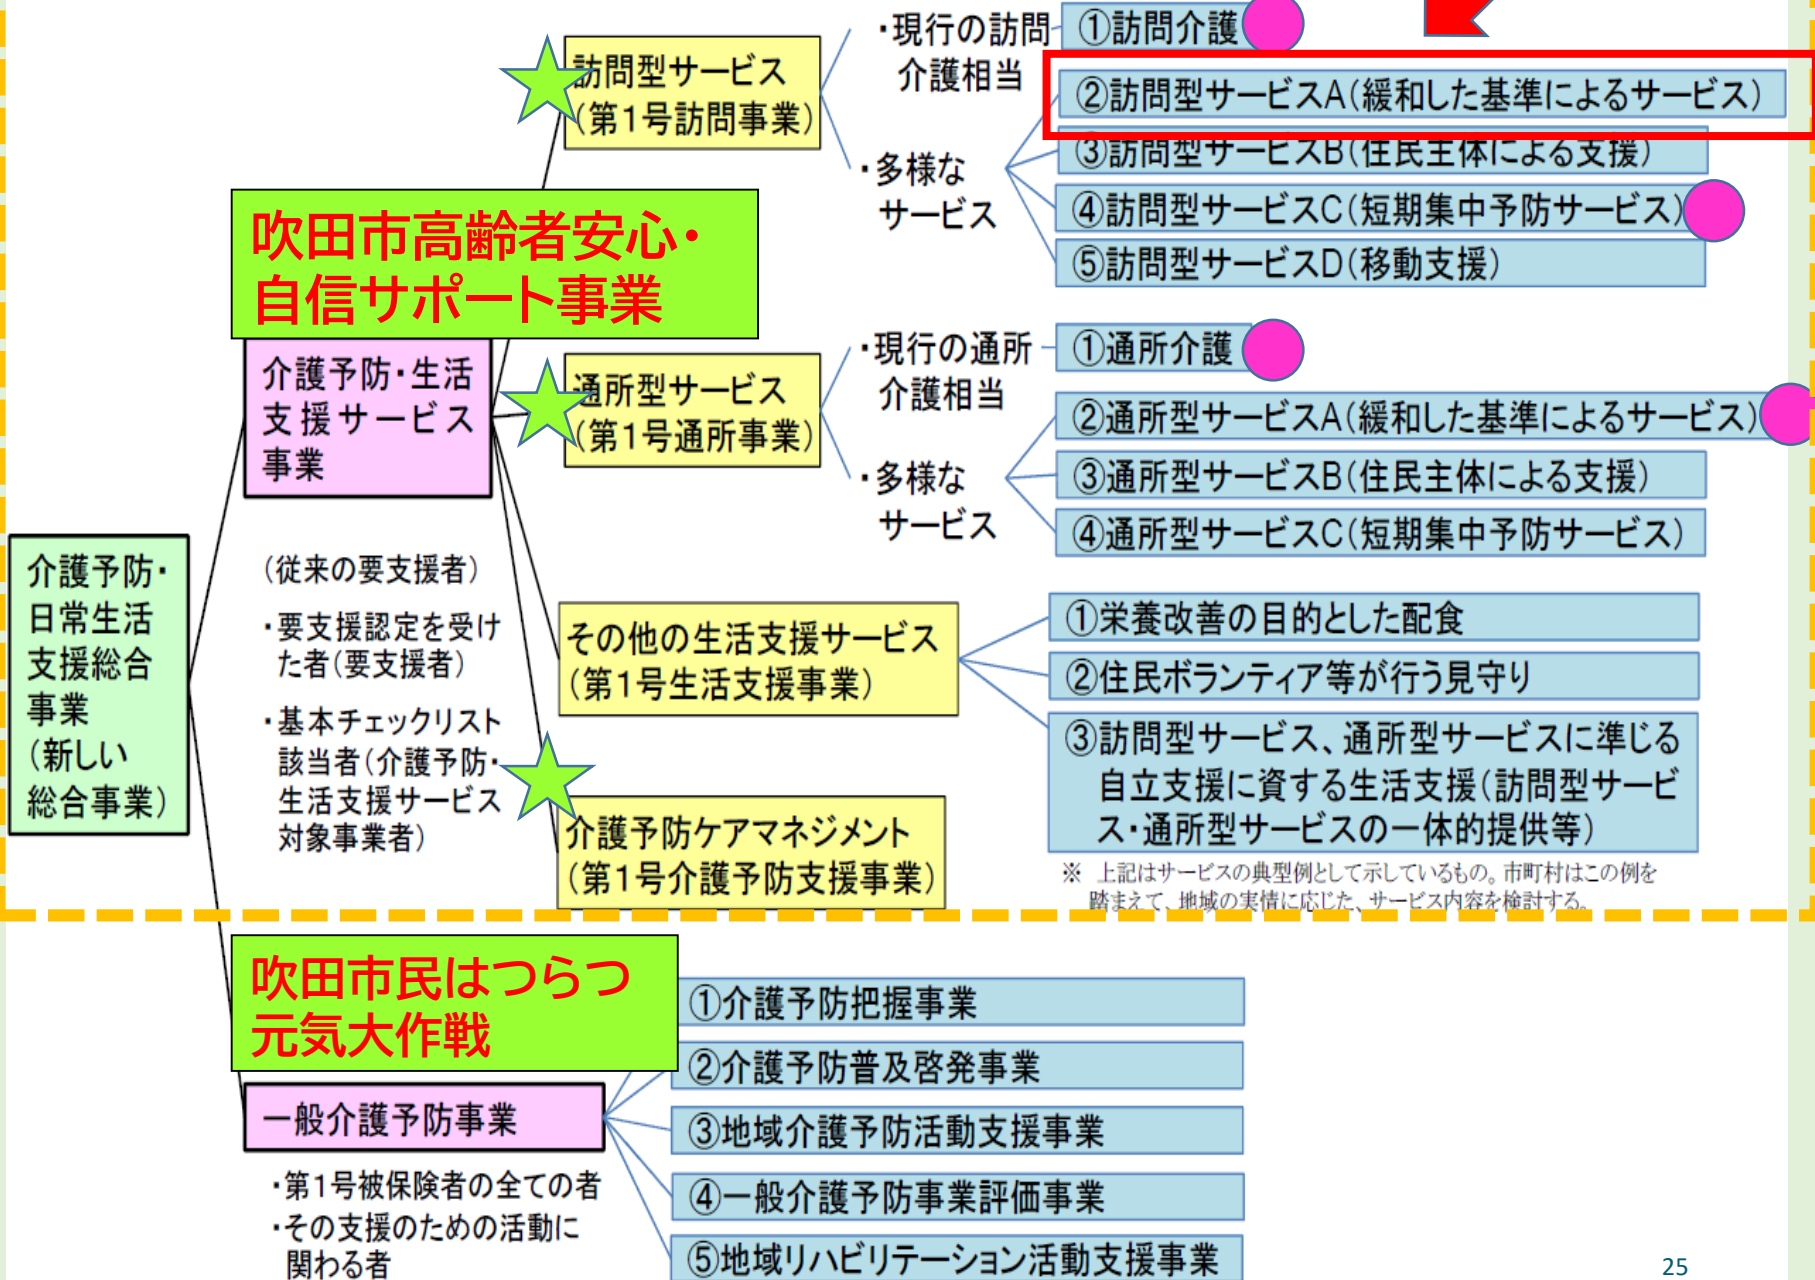 ・現行の訪問
介護相当
①訪問介護
訪問型サービス
(第1号訪問事業)
②訪問型サービスA(緩和した基準によるサービス)
③訪問型サービスB(住民主体による支援)
・多様な
サービス
④訪問型サービスC(短期集中予防サービス)
⑤訪問型サービスD(移動支援)
吹田市高齢者安心・
自信サポート事業
介護予防・生活
支援サービス
事業
・現行の通所
介護相当
①通所介護
通所型サービス
(第1号通所事業)
②通所型サービスA(緩和した基準によるサービス)
・多様な
サービス
③通所型サービスB(住民主体による支援)
④通所型サービスC(短期集中予防サービス)
介護予防・
日常生活
支援総合
事業
(新しい
総合事業)
(従来の要支援者)
・要支援認定を受け
た者(要支援者)
・基本チェックリスト
該当者(介護予防・
生活支援サービス
対象事業者)
その他の生活支援サービス
(第1号生活支援事業)
①栄養改善の目的とした配食
②住民ボランティア等が行う見守り
③訪問型サービス、通所型サービスに準じる
自立支援に資する生活支援(訪問型サービ
ス・通所型サービスの一体的提供等)
介護予防ケアマネジメント
(第1号介護予防支援事業)
※ 上記はサービスの典型例として示しているもの。市町村はこの例を
踏まえて、地域の実情に応じた、サービス内容を検討する。
吹田市民はつらつ
元気大作戦
一般介護予防事業
・第1号被保険者の全ての者
・その支援のための活動に
関わる者
①介護予防把握事業
②介護予防普及啓発事業
③地域介護予防活動支援事業
④一般介護予防事業評価事業
⑤地域リハビリテーション活動支援事業
25